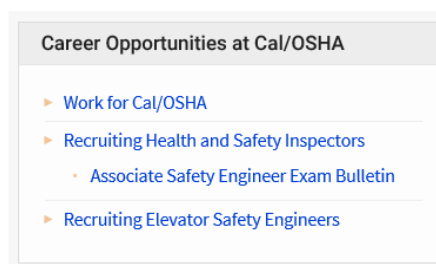 Career Opportunities at Cal/OSHA
Work for Cal/OSHA
Recruiting Health and Safety Inspectors
Associate Safety Engineer Exam Bulletin
Recruiting Elevator Safety Engineers